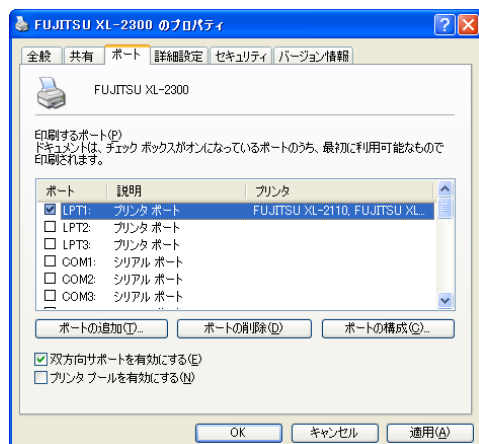 FUJITSU XL-2300 のプロパティ
全般 共有 ポート 詳細設定 セキュリティ バージョン情報
FUJITSU XL-2300
印刷するポート(P)
ドキュメントは、チェック ボックスがオンになっているポートのうち、最初に利用可能なもので
印刷されます。
ポート 説明 プリンタ
LPT1: プリンタ ポート FUJITSU XL-2110, FUJITSU XL...
LPT2: プリンタ ポート
LPT3: プリンタ ポート
COM1: シリアル ポート
COM2: シリアル ポート
COM3: シリアル ポート
ポートの追加(T)... ポートの削除(D) ポートの構成(C)...
双方向サポートを有効にする(E)
プリンタ プールを有効にする(N)
OK キャンセル 適用(A)